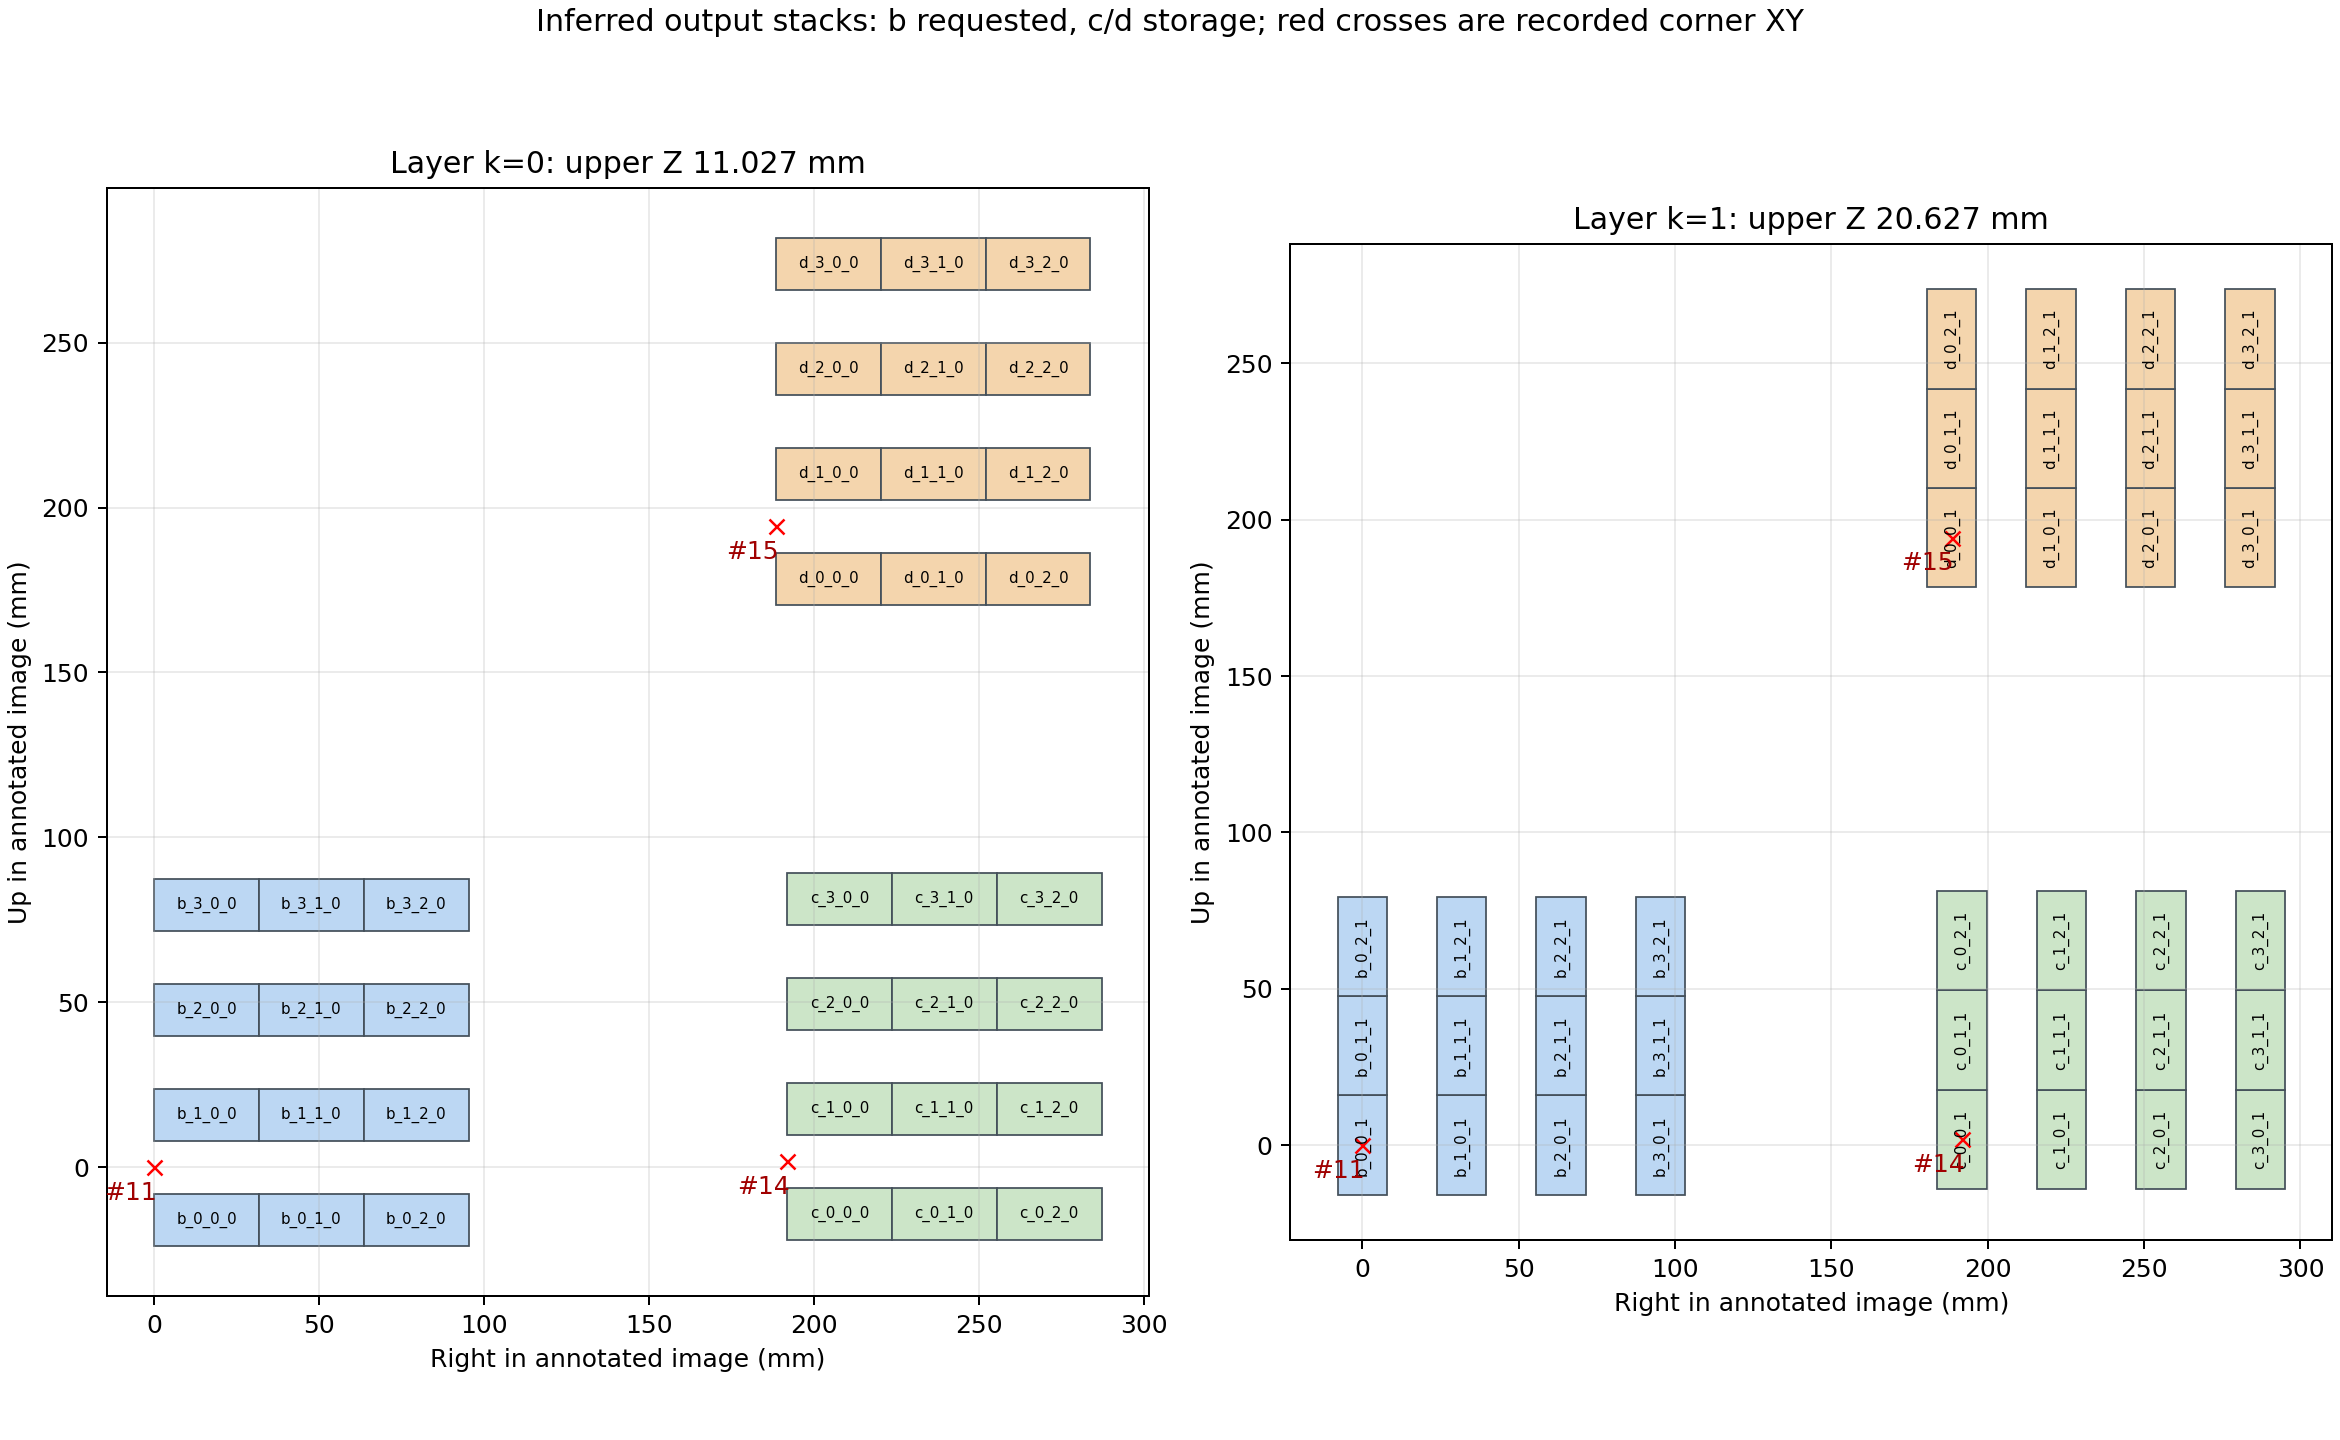 Inferred output stacks: b requested, c/d storage; red crosses are recorded corner XY
Layer k=0: upper Z 11.027 mm
d_3_0_0 d_3_1_0 d_3_2_0
d_2_0_0 d_2_1_0 d_2_2_0
d_1_0_0 d_1_1_0 d_1_2_0
#15
d_0_0_0 d_0_1_0 d_0_2_0
b_3_0_0 b_3_1_0 b_3_2_0
c_3_0_0 c_3_1_0 c_3_2_0
b_2_0_0 b_2_1_0 b_2_2_0
c_2_0_0 c_2_1_0 c_2_2_0
b_1_0_0 b_1_1_0 b_1_2_0
c_1_0_0 c_1_1_0 c_1_2_0
#11
#14
b_0_0_0 b_0_1_0 b_0_2_0
c_0_0_0 c_0_1_0 c_0_2_0
250
200
150
100
50
0
0 50 100 150 200 250 300
Right in annotated image (mm)
Up in annotated image (mm)
Layer k=1: upper Z 20.627 mm
d_0_2_1 d_1_2_1 d_2_2_1 d_3_2_1
d_0_1_1 d_1_1_1 d_2_1_1 d_3_1_1
d_0_0_1 d_1_0_1 d_2_0_1 d_3_0_1
#15
b_0_2_1 b_1_2_1 b_2_2_1 b_3_2_1
c_0_2_1 c_1_2_1 c_2_2_1 c_3_2_1
b_0_1_1 b_1_1_1 b_2_1_1 b_3_1_1
c_0_1_1 c_1_1_1 c_2_1_1 c_3_1_1
b_0_0_1 b_1_0_1 b_2_0_1 b_3_0_1
c_0_0_1 c_1_0_1 c_2_0_1 c_3_0_1
#11
#14
250
200
150
100
50
0
0 50 100 150 200 250 300
Right in annotated image (mm)
Up in annotated image (mm)